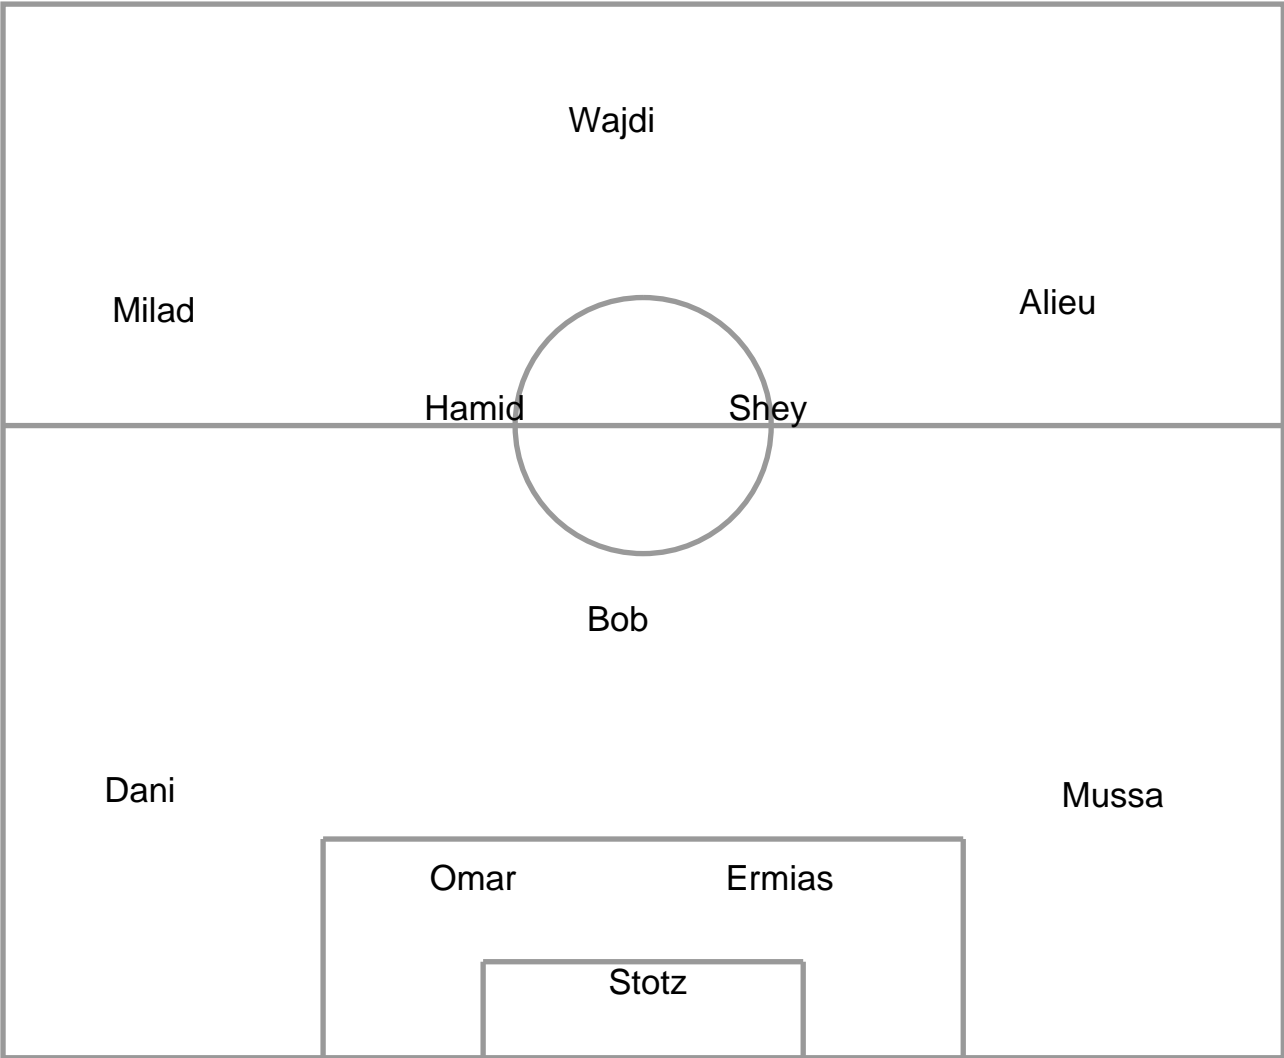 Wajdi
Milad
Alieu
Hamid
Shey
Bob
Dani
Mussa
Omar
Ermias
Stotz